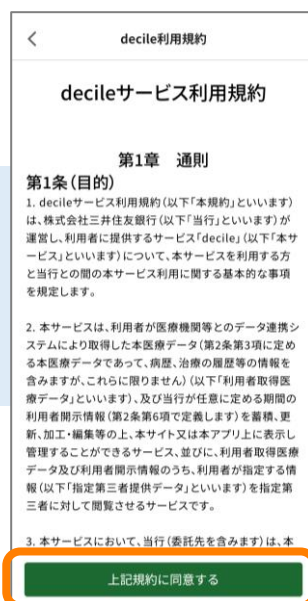 decile利用規約
decileサービス利用規約
第1章　通則
第1条（目的）
1. decileサービス利用規約（以下「本規約」といいます）
は、株式会社三井住友銀行（以下「当行」といいます）が
運営し、利用者に提供するサービス「decile」（以下「本サ
ービス」といいます）について、本サービスを利用する方
と当行との間の本サービス利用に関する基本的な事項
を規定します。
2. 本サービスは、利用者が医療機関等とのデータ連携シ
ステムにより取得した本医療データ（第2条第3項に定め
る本医療データであって、病歴、治療の履歴等の情報を
含みますが、これらに限りません）（以下「利用者取得医
療データ」といいます）、及び当行が任意に定める期間の
利用者開示情報（第2条第6項で定義します）を蓄積、更
新、加工・編集等の上、本サイト又は本アプリ上に表示し
管理することができるサービス、並びに、利用者取得医療
データ及び利用者開示情報のうち、利用者が指定する情
報（以下「指定第三者提供データ」といいます）を指定第
三者に対して閲覧させるサービスです。
3. 本サービスにおいて、当行（委託先を含みます）は、本
上記規約に同意する